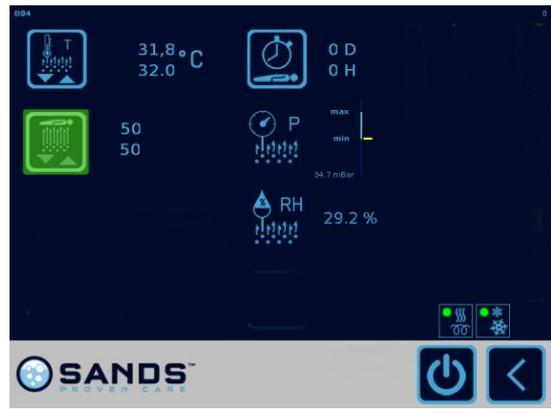 B04
0
T
31,8 °C
32.0
0 D
0 H
50
50
P
max
min
34.7 mBar
% RH
29.2 %
SANDS™
PROVEN CARE